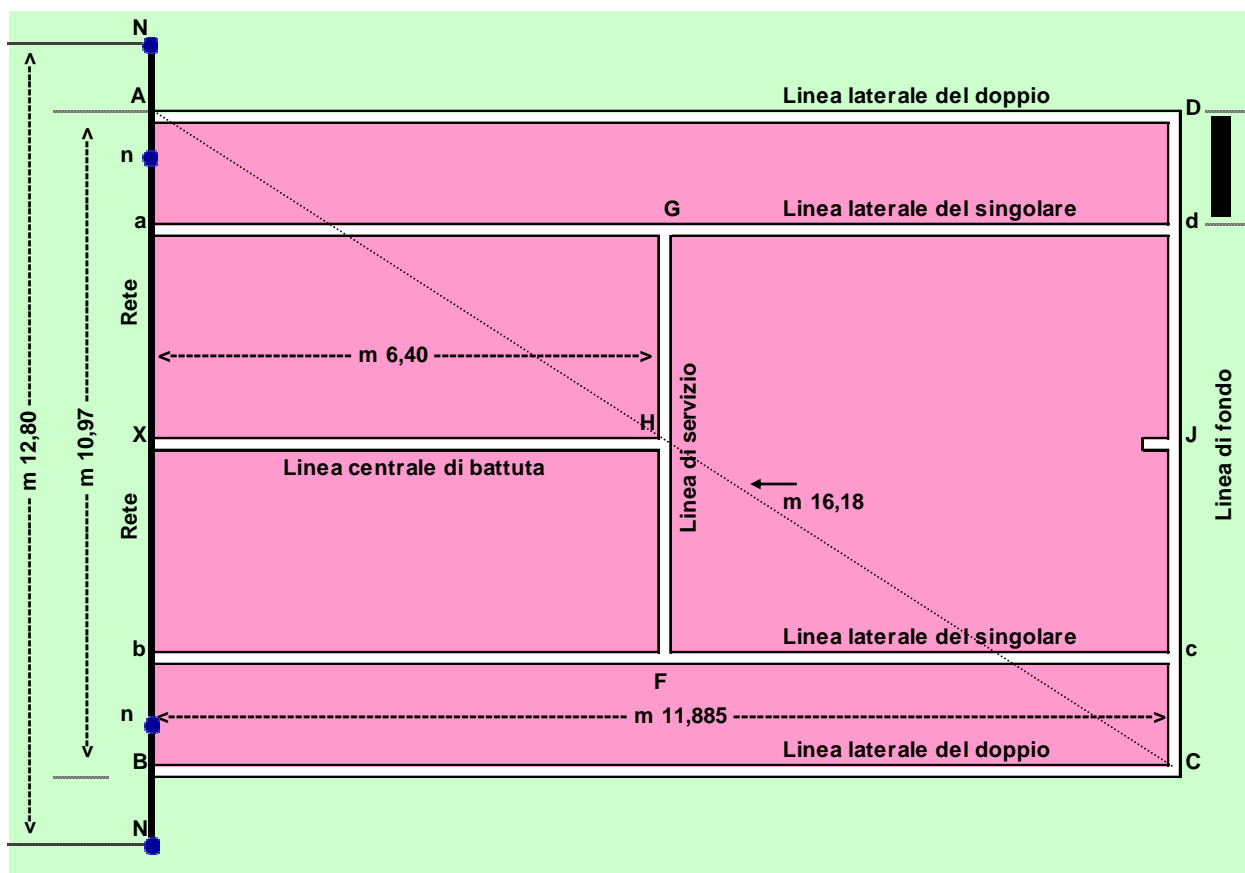 N
A
Linea laterale del doppio
D
n
a
G
Linea laterale del singolare
d
Rete
m 6,40
m 12,80
m 10,97
X
H
Linea di servizio
J
Linea di fondo
Linea centrale di battuta
Rete
m 16,18
b
Linea laterale del singolare
c
F
n
m 11,885
B
Linea laterale del doppio
C
N